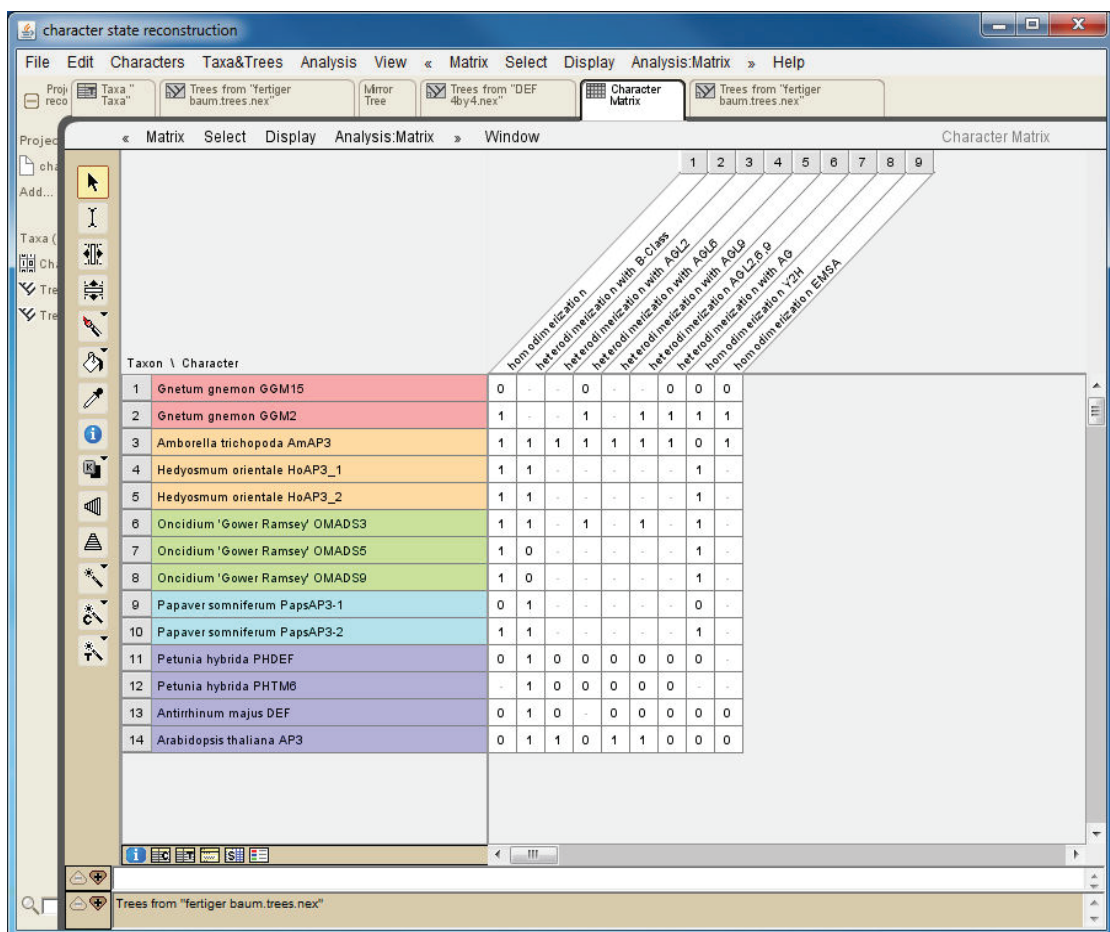 character state reconstruction
File Edit Characters Taxa&Trees Analysis View « Matrix Select Display Analysis:Matrix » Help
Proj Taxa " Trees from "fertiger Mirror Trees from "DEF Character Trees from "fertiger
reco Taxa" baum.trees.nex" Tree 4by4.nex" Matrix baum.trees.nex"
Projec « Matrix Select Display Analysis:Matrix » Window Character Matrix
cha
Add...
Taxa (
Ch
Tre
Tre
1 2 3 4 5 6 7 8 9
homodimerization
heterodimerization with B-Class
heterodimerization with AGL2
heterodimerization with AGL6
heterodimerization with AGL9
heterodimerization AGL2,6,9
heterodimerization with AG
homodimerization Y2H
homodimerization EMSA
Taxon \ Character
1 Gnetum gnemon GGM15 0 - - 0 - - 0 0 0
2 Gnetum gnemon GGM2 1 - - 1 - 1 1 1 1
3 Amborella trichopoda AmAP3 1 1 1 1 1 1 1 0 1
4 Hedyosmum orientale HoAP3_1 1 1 - - - - - 1 -
5 Hedyosmum orientale HoAP3_2 1 1 - - - - - 1 -
6 Oncidium 'Gower Ramsey' OMADS3 1 1 - 1 - 1 - 1 -
7 Oncidium 'Gower Ramsey' OMADS5 1 0 - - - - - 1 -
8 Oncidium 'Gower Ramsey' OMADS9 1 0 - - - - - 1 -
9 Papaver somniferum PapsAP3-1 0 1 - - - - - 0 -
10 Papaver somniferum PapsAP3-2 1 1 - - - - - 1 -
11 Petunia hybrida PHDEF 0 1 0 0 0 0 0 0 -
12 Petunia hybrida PHTM6 - 1 0 0 0 0 0 - -
13 Antirrhinum majus DEF 0 1 0 - 0 0 0 0 0
14 Arabidopsis thaliana AP3 0 1 1 0 1 1 0 0 0
Trees from "fertiger baum.trees.nex"